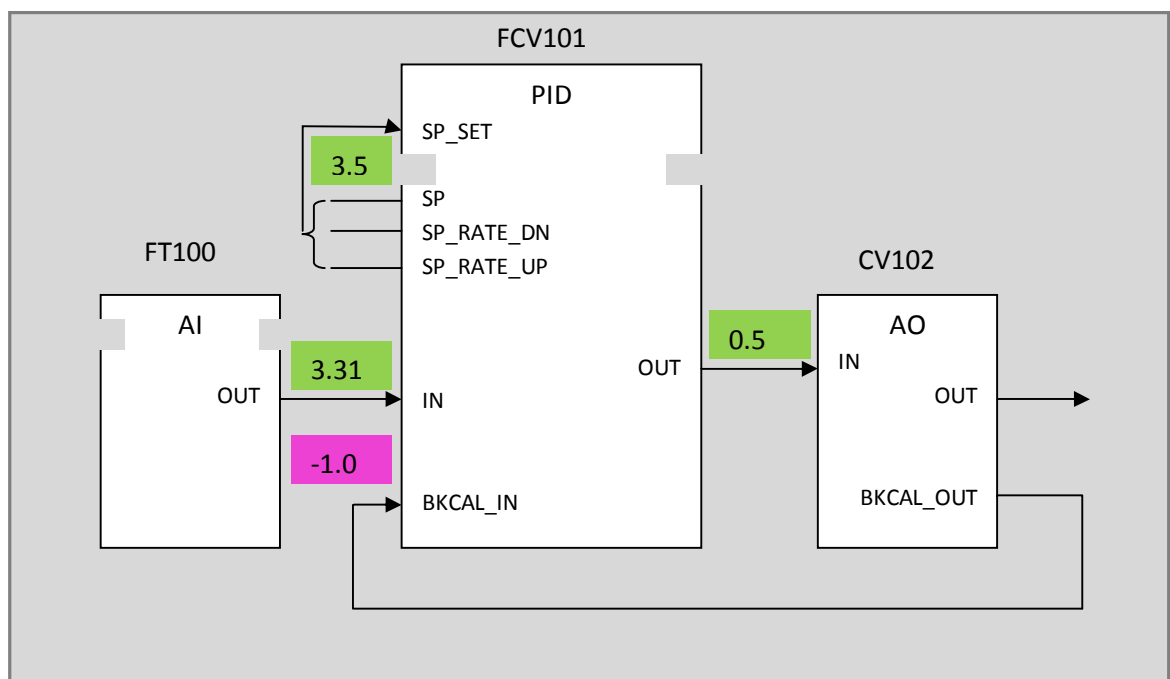 FCV101
PID
SP_SET
3.5
SP
SP_RATE_DN
SP_RATE_UP
FT100
CV102
AI
AO
0.5
IN
3.31
OUT
OUT
IN
OUT
-1.0
BKCAL_IN
BKCAL_OUT